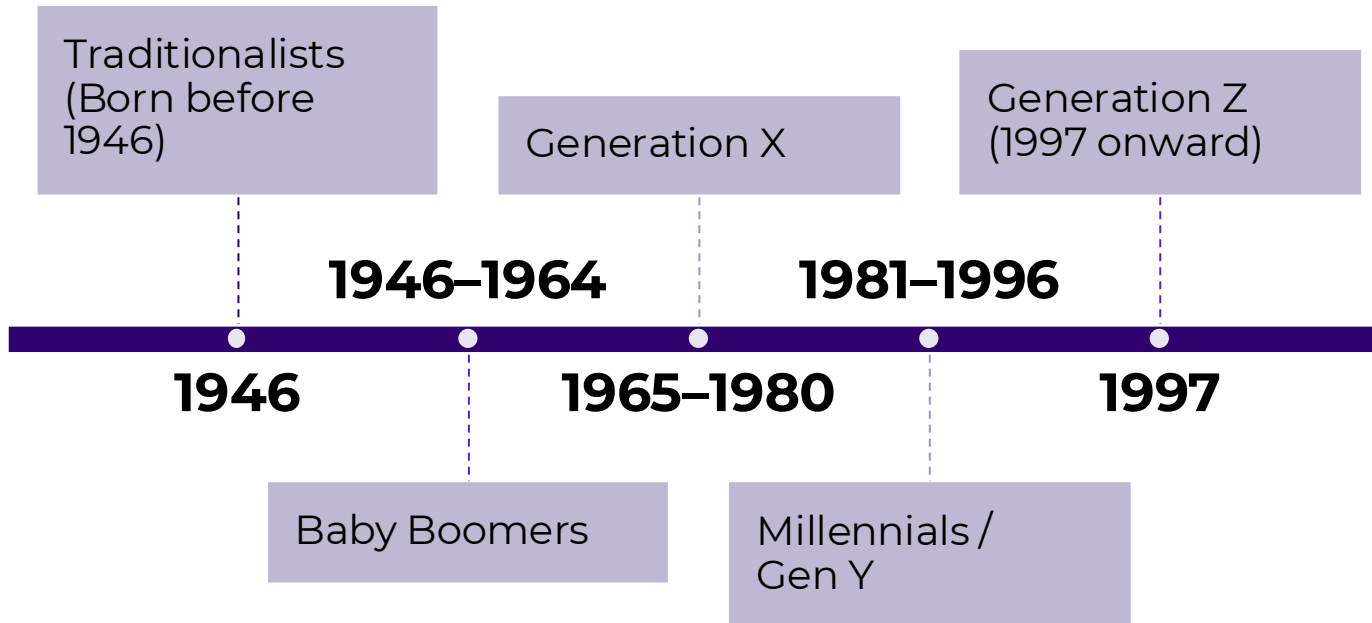 Traditionalists
(Born before
1946)
Generation X
Generation Z
(1997 onward)
1946–1964
1981–1996
1946
1965–1980
1997
Baby Boomers
Millennials /
Gen Y